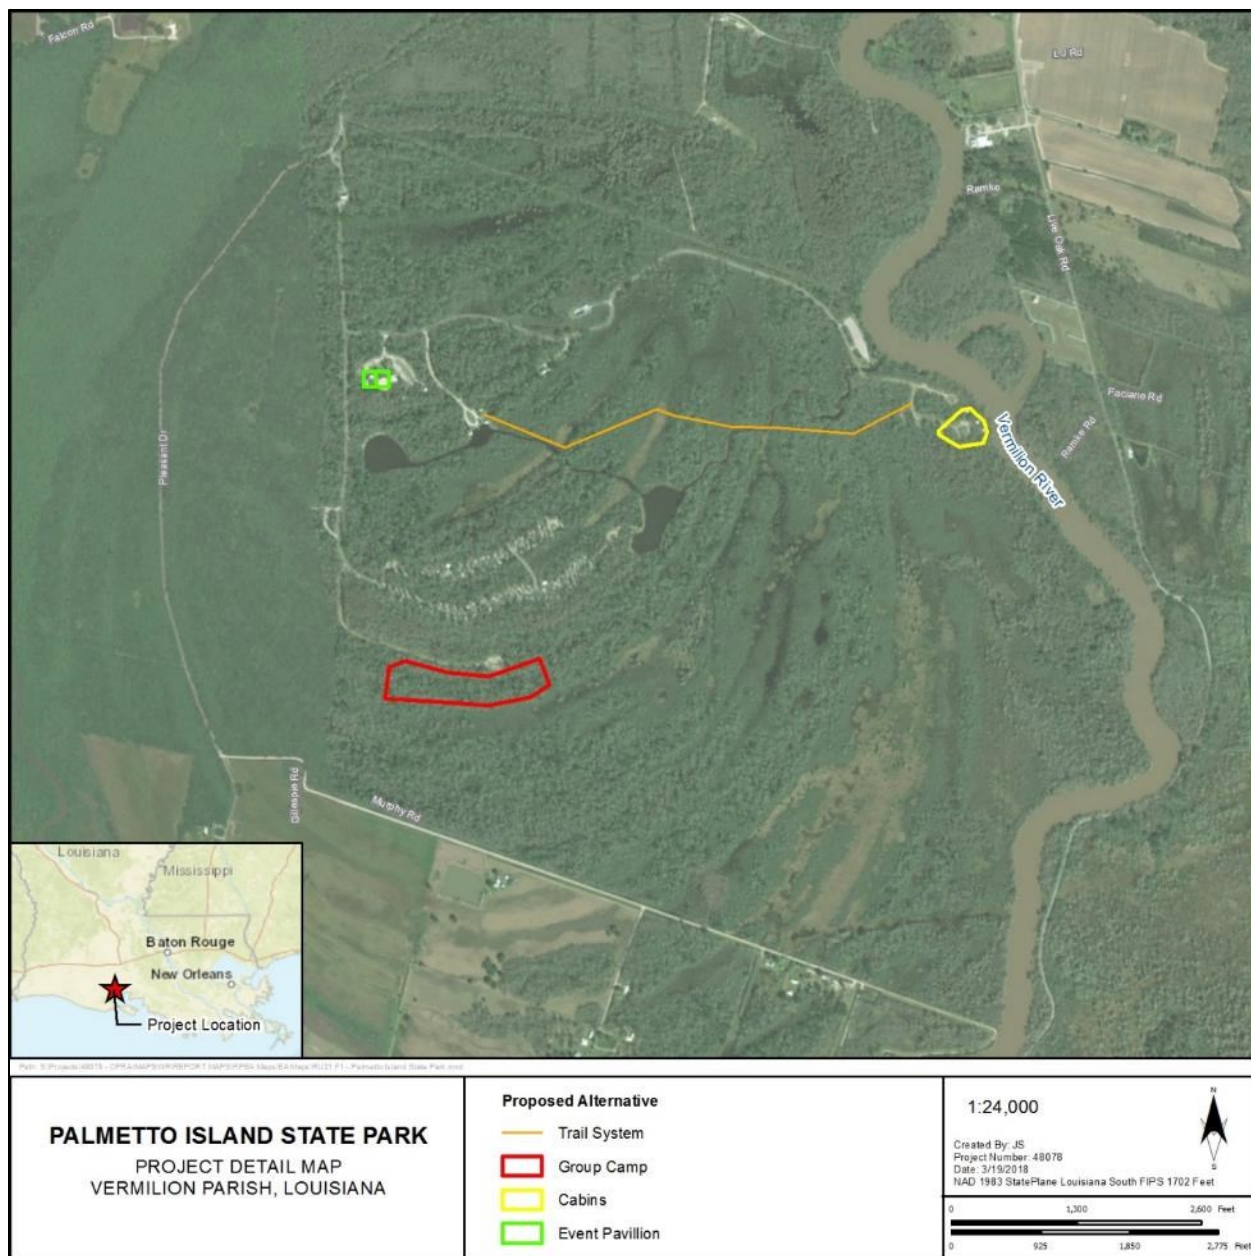 Falcon Rd
LJ Rd
Ramke
Live Oak Rd
Faciane Rd
Ramke Rd
Vermilion River
Pleasant Dr
Gillespie Rd
Murphy Rd
Louisiana
Mississippi
Baton Rouge
New Orleans
Project Location
PALMETTO ISLAND STATE PARK
PROJECT DETAIL MAP
VERMILION PARISH, LOUISIANA
Proposed Alternative
Trail System
Group Camp
Cabins
Event Pavillion
1:24,000
N
S
Created By: JS
Project Number: 48078
Date: 3/19/2018
NAD 1983 StatePlane Louisiana South FIPS 1702 Feet
0 1,300 2,600 Feet
0 925 1,850 2,775 Feet